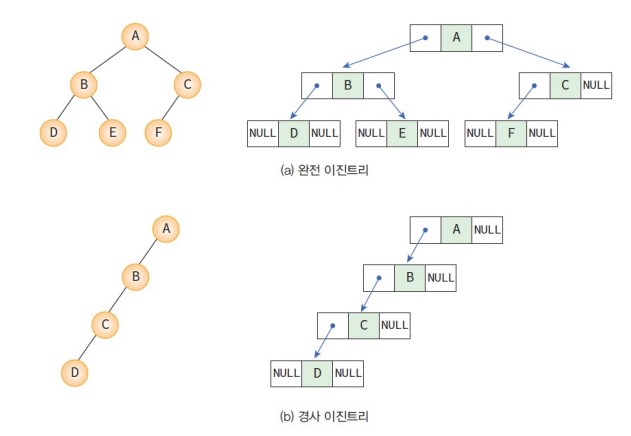 A
A
B
C
B
C NULL
D
E
F
NULL D NULL
NULL E NULL
NULL F NULL
(a) 완전 이진트리
A
A NULL
B
B NULL
C
C NULL
D
NULL D NULL
(b) 경사 이진트리